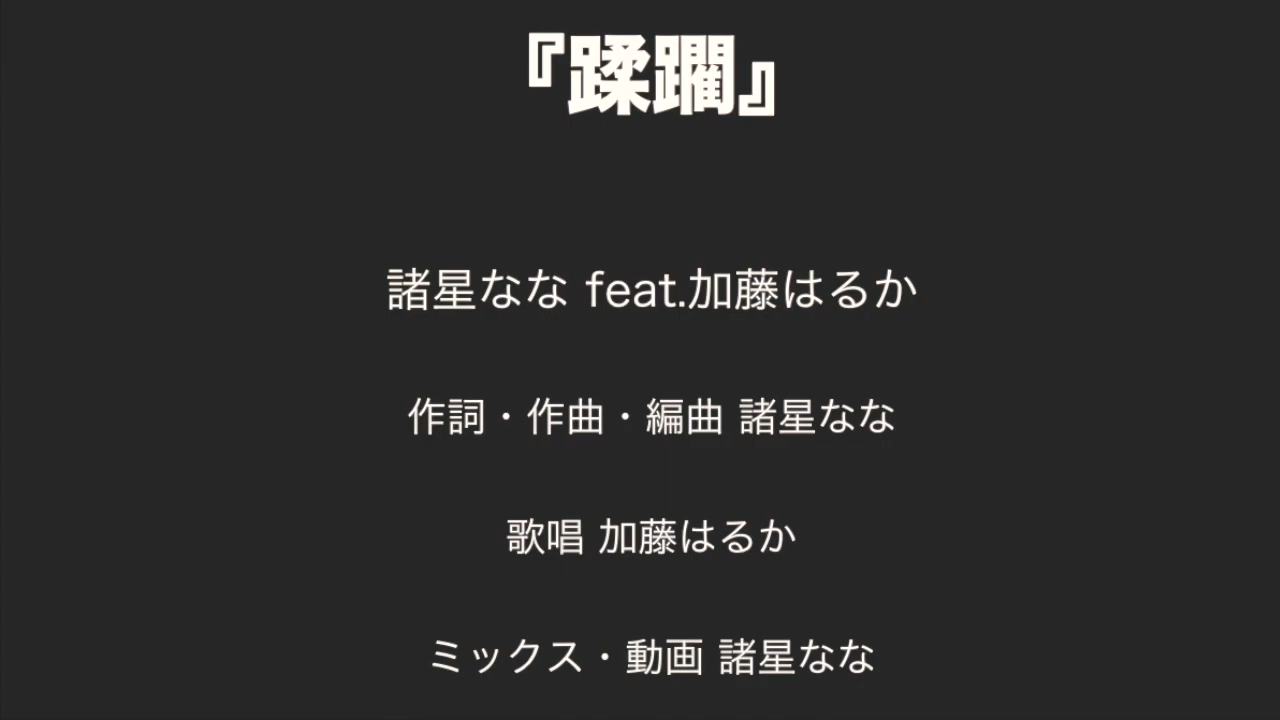 『蹂躙』
諸星なな feat.加藤はるか
作詞・作曲・編曲 諸星なな
歌唱 加藤はるか
ミックス・動画 諸星なな